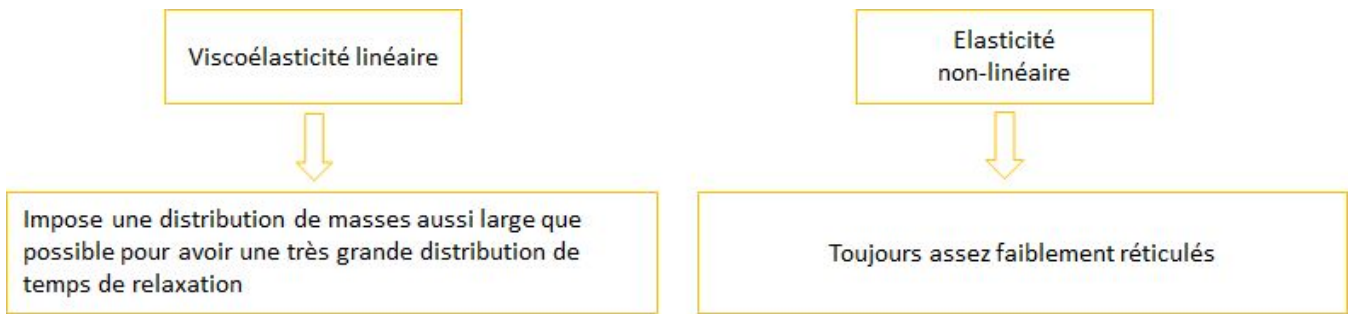 Viscoélasticité linéaire
Elasticité
non-linéaire
Impose une distribution de masses aussi large que
possible pour avoir une très grande distribution de
temps de relaxation
Toujours assez faiblement réticulés